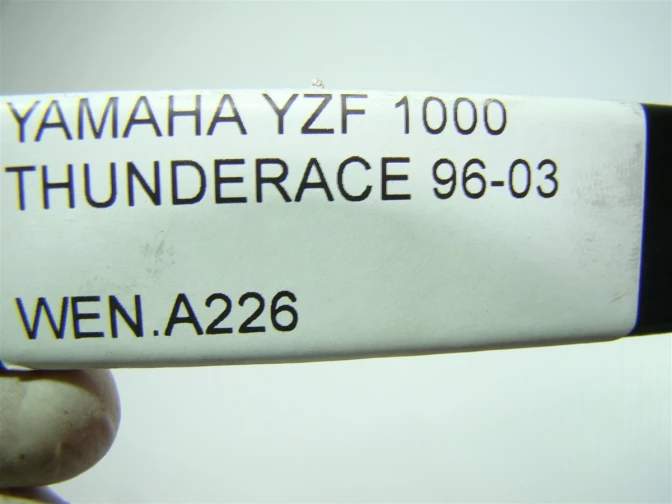 YAMAHA YZF 1000
THUNDERACE 96-03
WEN.A226